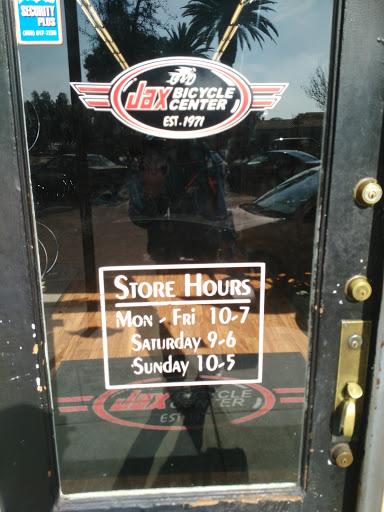 SECURITY
PLUS
Jax BICYCLE
CENTER
EST. 1971
STORE HOURS
MON - FRI 10-7
SATURDAY 9-6
SUNDAY 10-5
Jax BICYCLE
CENTER
EST